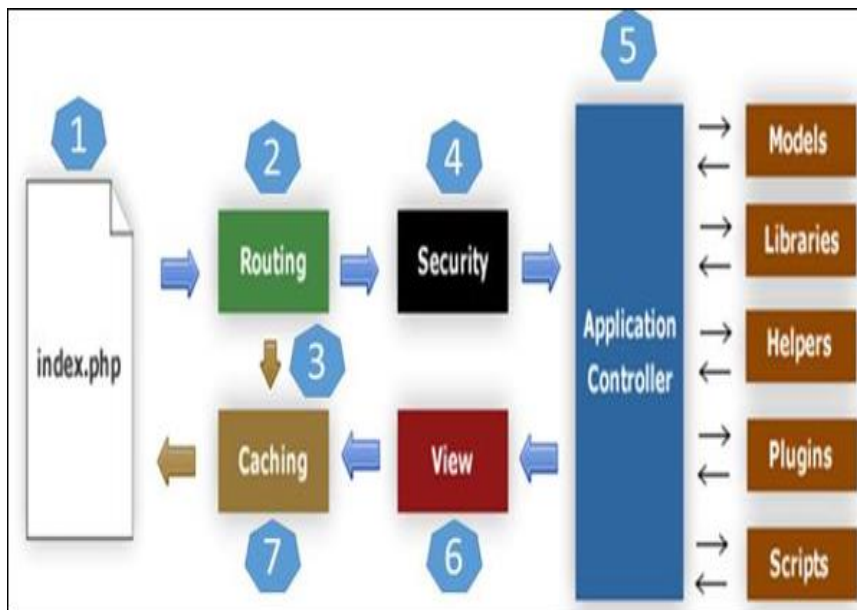 1
index.php
2
Routing
3
4
Security
5
Application
Controller
Models
Libraries
Helpers
Plugins
Scripts
View
6
Caching
7